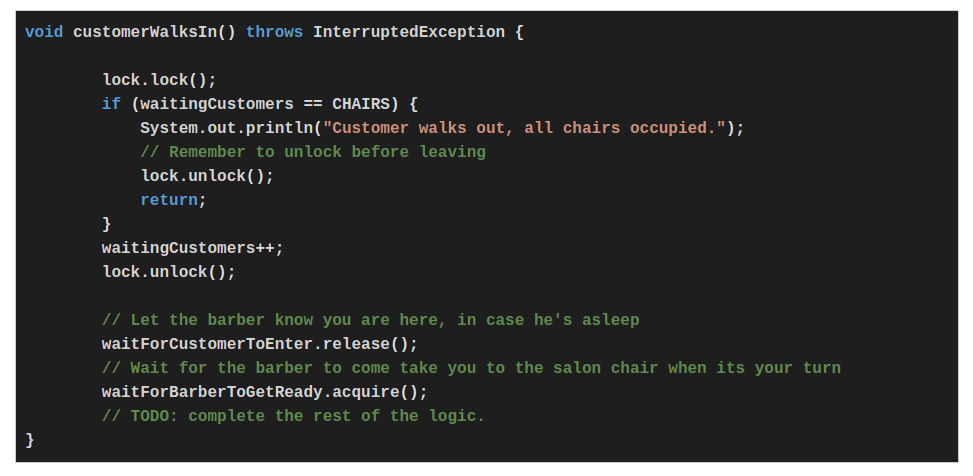 void customerWalksIn() throws InterruptedException {
lock.lock();
if (waitingCustomers == CHAIRS) {
System.out.println("Customer walks out, all chairs occupied.");
// Remember to unlock before leaving
lock.unlock();
return;
}
waitingCustomers++;
lock.unlock();
// Let the barber know you are here, in case he's asleep
waitForCustomerToEnter.release();
// Wait for the barber to come take you to the salon chair when its your turn
waitForBarberToGetReady.acquire();
// TODO: complete the rest of the logic.
}